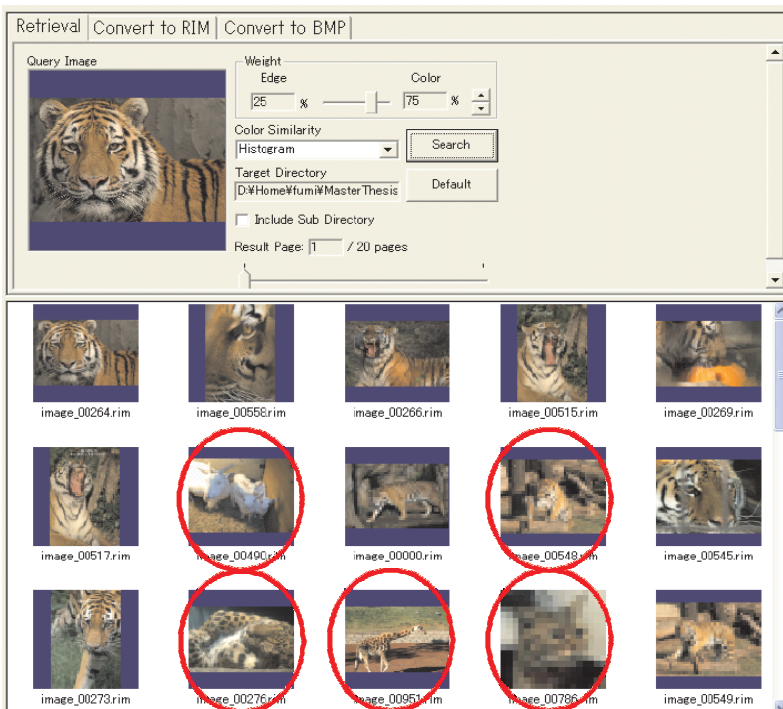 Retrieval Convert to RIM Convert to BMP
Query Image
Weight
Edge Color
25 % 75 %
Color Similarity
Histogram
Search
Target Directory
D:¥Home¥fumi¥MasterThesis
Default
Include Sub Directory
Result Page: 1 / 20 pages
image_00264.rim image_00558.rim image_00266.rim image_00515.rim image_00269.rim
image_00517.rim image_00490.rim image_00000.rim image_00548.rim image_00545.rim
image_00273.rim image_00276.rim image_00951.rim image_00786.rim image_00549.rim